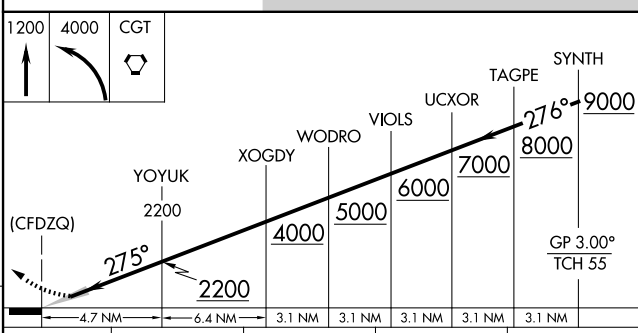 1200 4000 CGT
SYNTH
TAGPE
UCXOR
VIOLS
WODRO
XOGDY
YOYUK
2200
(CFDZQ)
276°
9000
8000
7000
6000
5000
4000
2200
275°
GP 3.00°
TCH 55
4.7 NM 6.4 NM 3.1 NM 3.1 NM 3.1 NM 3.1 NM 3.1 NM